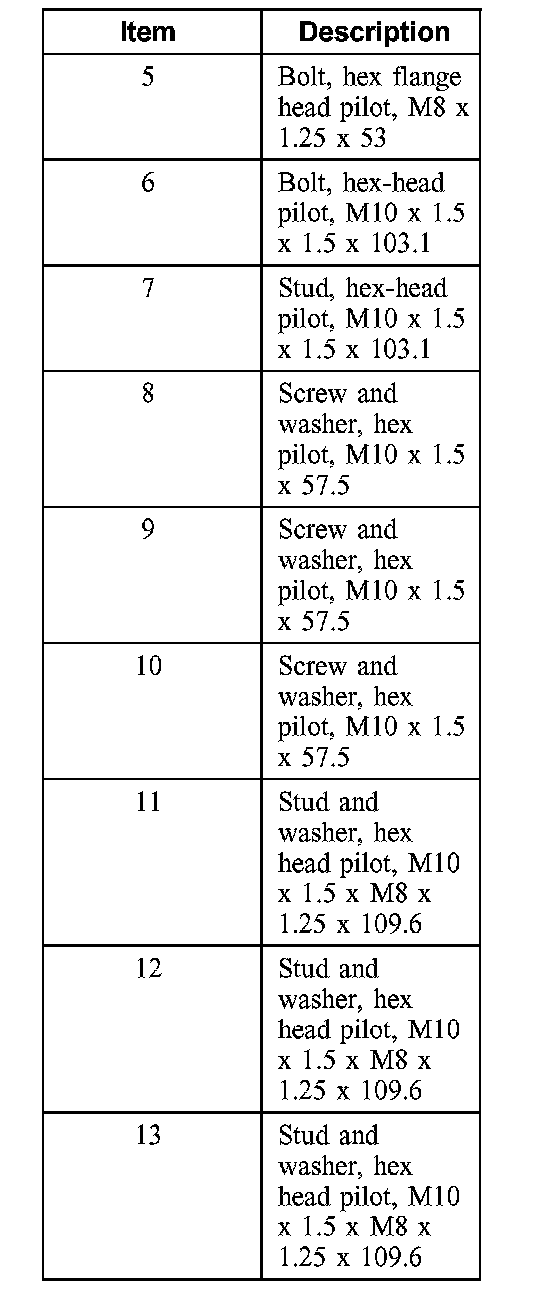 Item Description
5 Bolt, hex flange
head pilot, M8 x
1.25 x 53
6 Bolt, hex-head
pilot, M10 x 1.5
x 1.5 x 103.1
7 Stud, hex-head
pilot, M10 x 1.5
x 1.5 x 103.1
8 Screw and
washer, hex
pilot, M10 x 1.5
x 57.5
9 Screw and
washer, hex
pilot, M10 x 1.5
x 57.5
10 Screw and
washer, hex
pilot, M10 x 1.5
x 57.5
11 Stud and
washer, hex
head pilot, M10
x 1.5 x M8 x
1.25 x 109.6
12 Stud and
washer, hex
head pilot, M10
x 1.5 x M8 x
1.25 x 109.6
13 Stud and
washer, hex
head pilot, M10
x 1.5 x M8 x
1.25 x 109.6